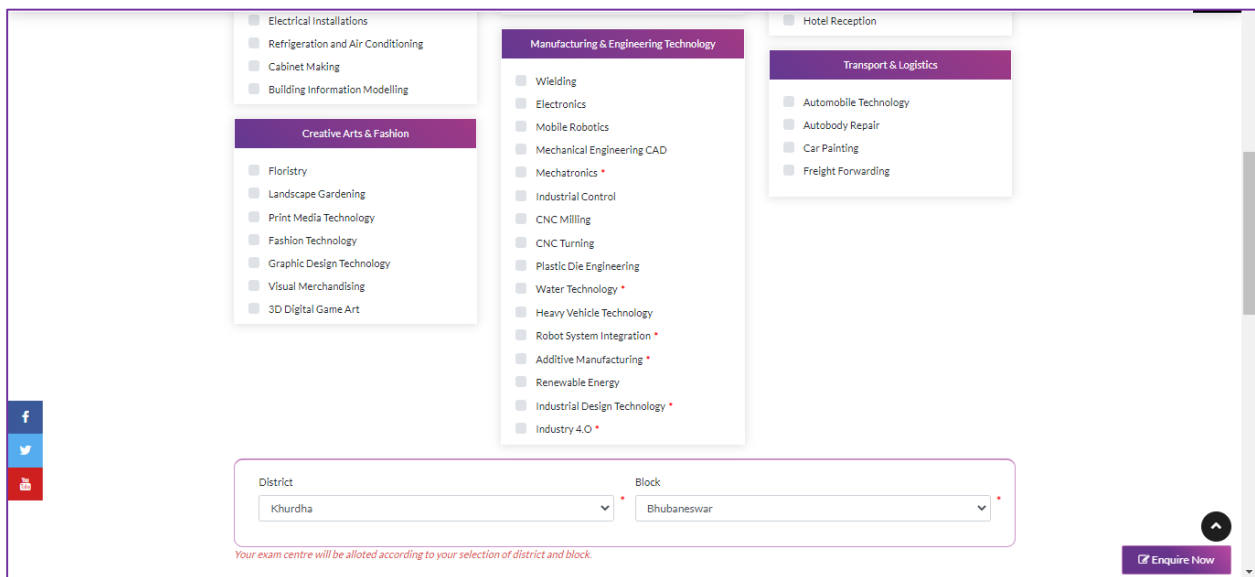 Electrical Installations
Refrigeration and Air Conditioning
Cabinet Making
Building Information Modelling
Creative Arts & Fashion
Floristry
Landscape Gardening
Print Media Technology
Fashion Technology
Graphic Design Technology
Visual Merchandising
3D Digital Game Art
Manufacturing & Engineering Technology
Wielding
Electronics
Mobile Robotics
Mechanical Engineering CAD
Mechatronics *
Industrial Control
CNC Milling
CNC Turning
Plastic Die Engineering
Water Technology *
Heavy Vehicle Technology
Robot System Integration *
Additive Manufacturing *
Renewable Energy
Industrial Design Technology *
Industry 4.O *
Hotel Reception
Transport & Logistics
Automobile Technology
Autobody Repair
Car Painting
Freight Forwarding
District
Khurdha
*
Block
Bhubaneswar
*
Your exam centre will be alloted according to your selection of district and block.
Enquire Now